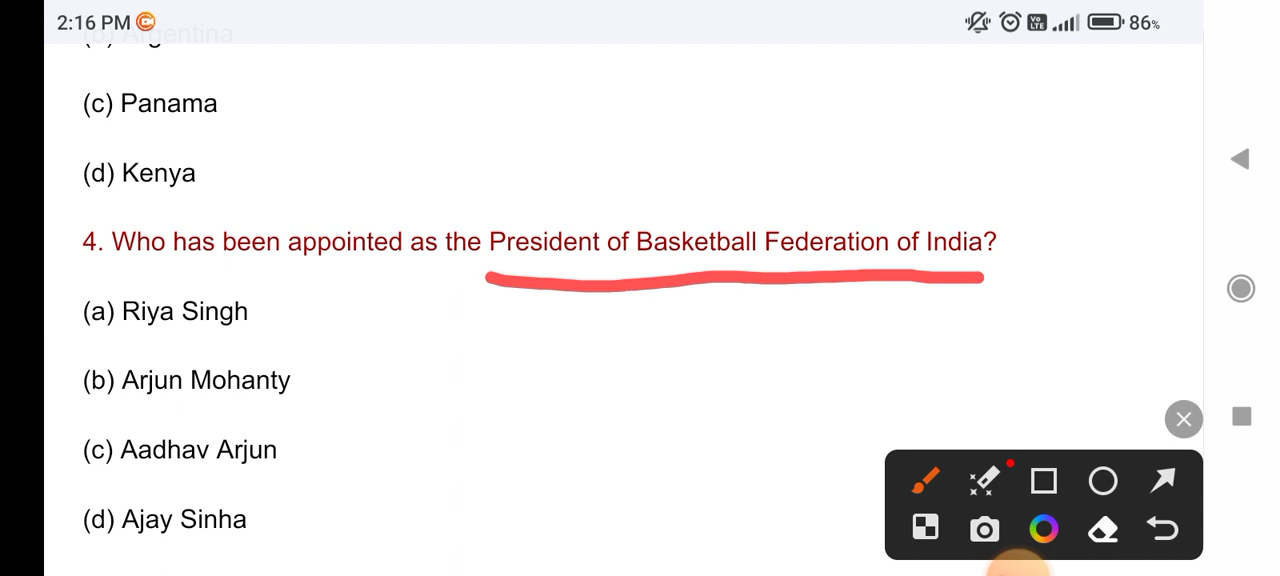 2:16 PM
86%
(b) Argentina
(c) Panama
(d) Kenya
4. Who has been appointed as the President of Basketball Federation of India?
(a) Riya Singh
(b) Arjun Mohanty
(c) Aadhav Arjun
(d) Ajay Sinha